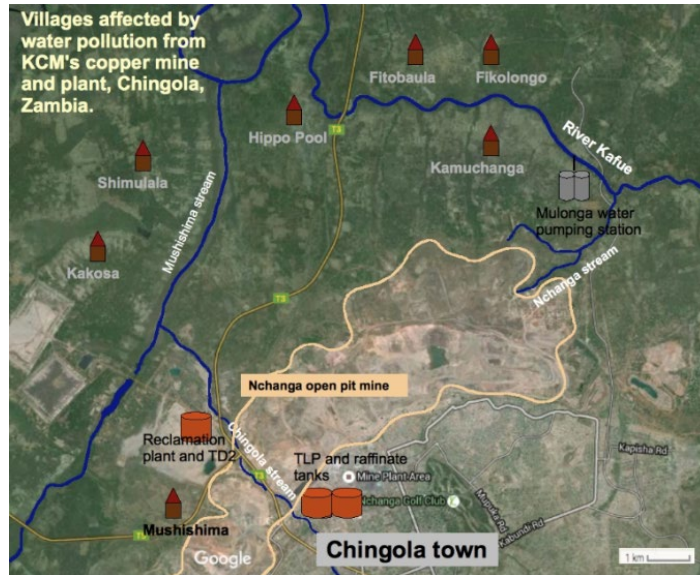 Villages affected by
water pollution from
KCM's copper mine
and plant, Chingola,
Zambia.
Fitobaula
Fikolongo
Hippo Pool
T3
Kamuchanga
River Kafue
Shimulala
Mushishima stream
Mulonga water
pumping station
Kakosa
Nchanga stream
T3
Nchanga open pit mine
Reclamation
plant and TD2
Chingola stream
TLP and raffinate
tanks
Mine Plant Area
Kapisha Rd
T3
Nchanga Golf Club
Kabundi Rd
Mushishima
Chingola town
Google
1 km